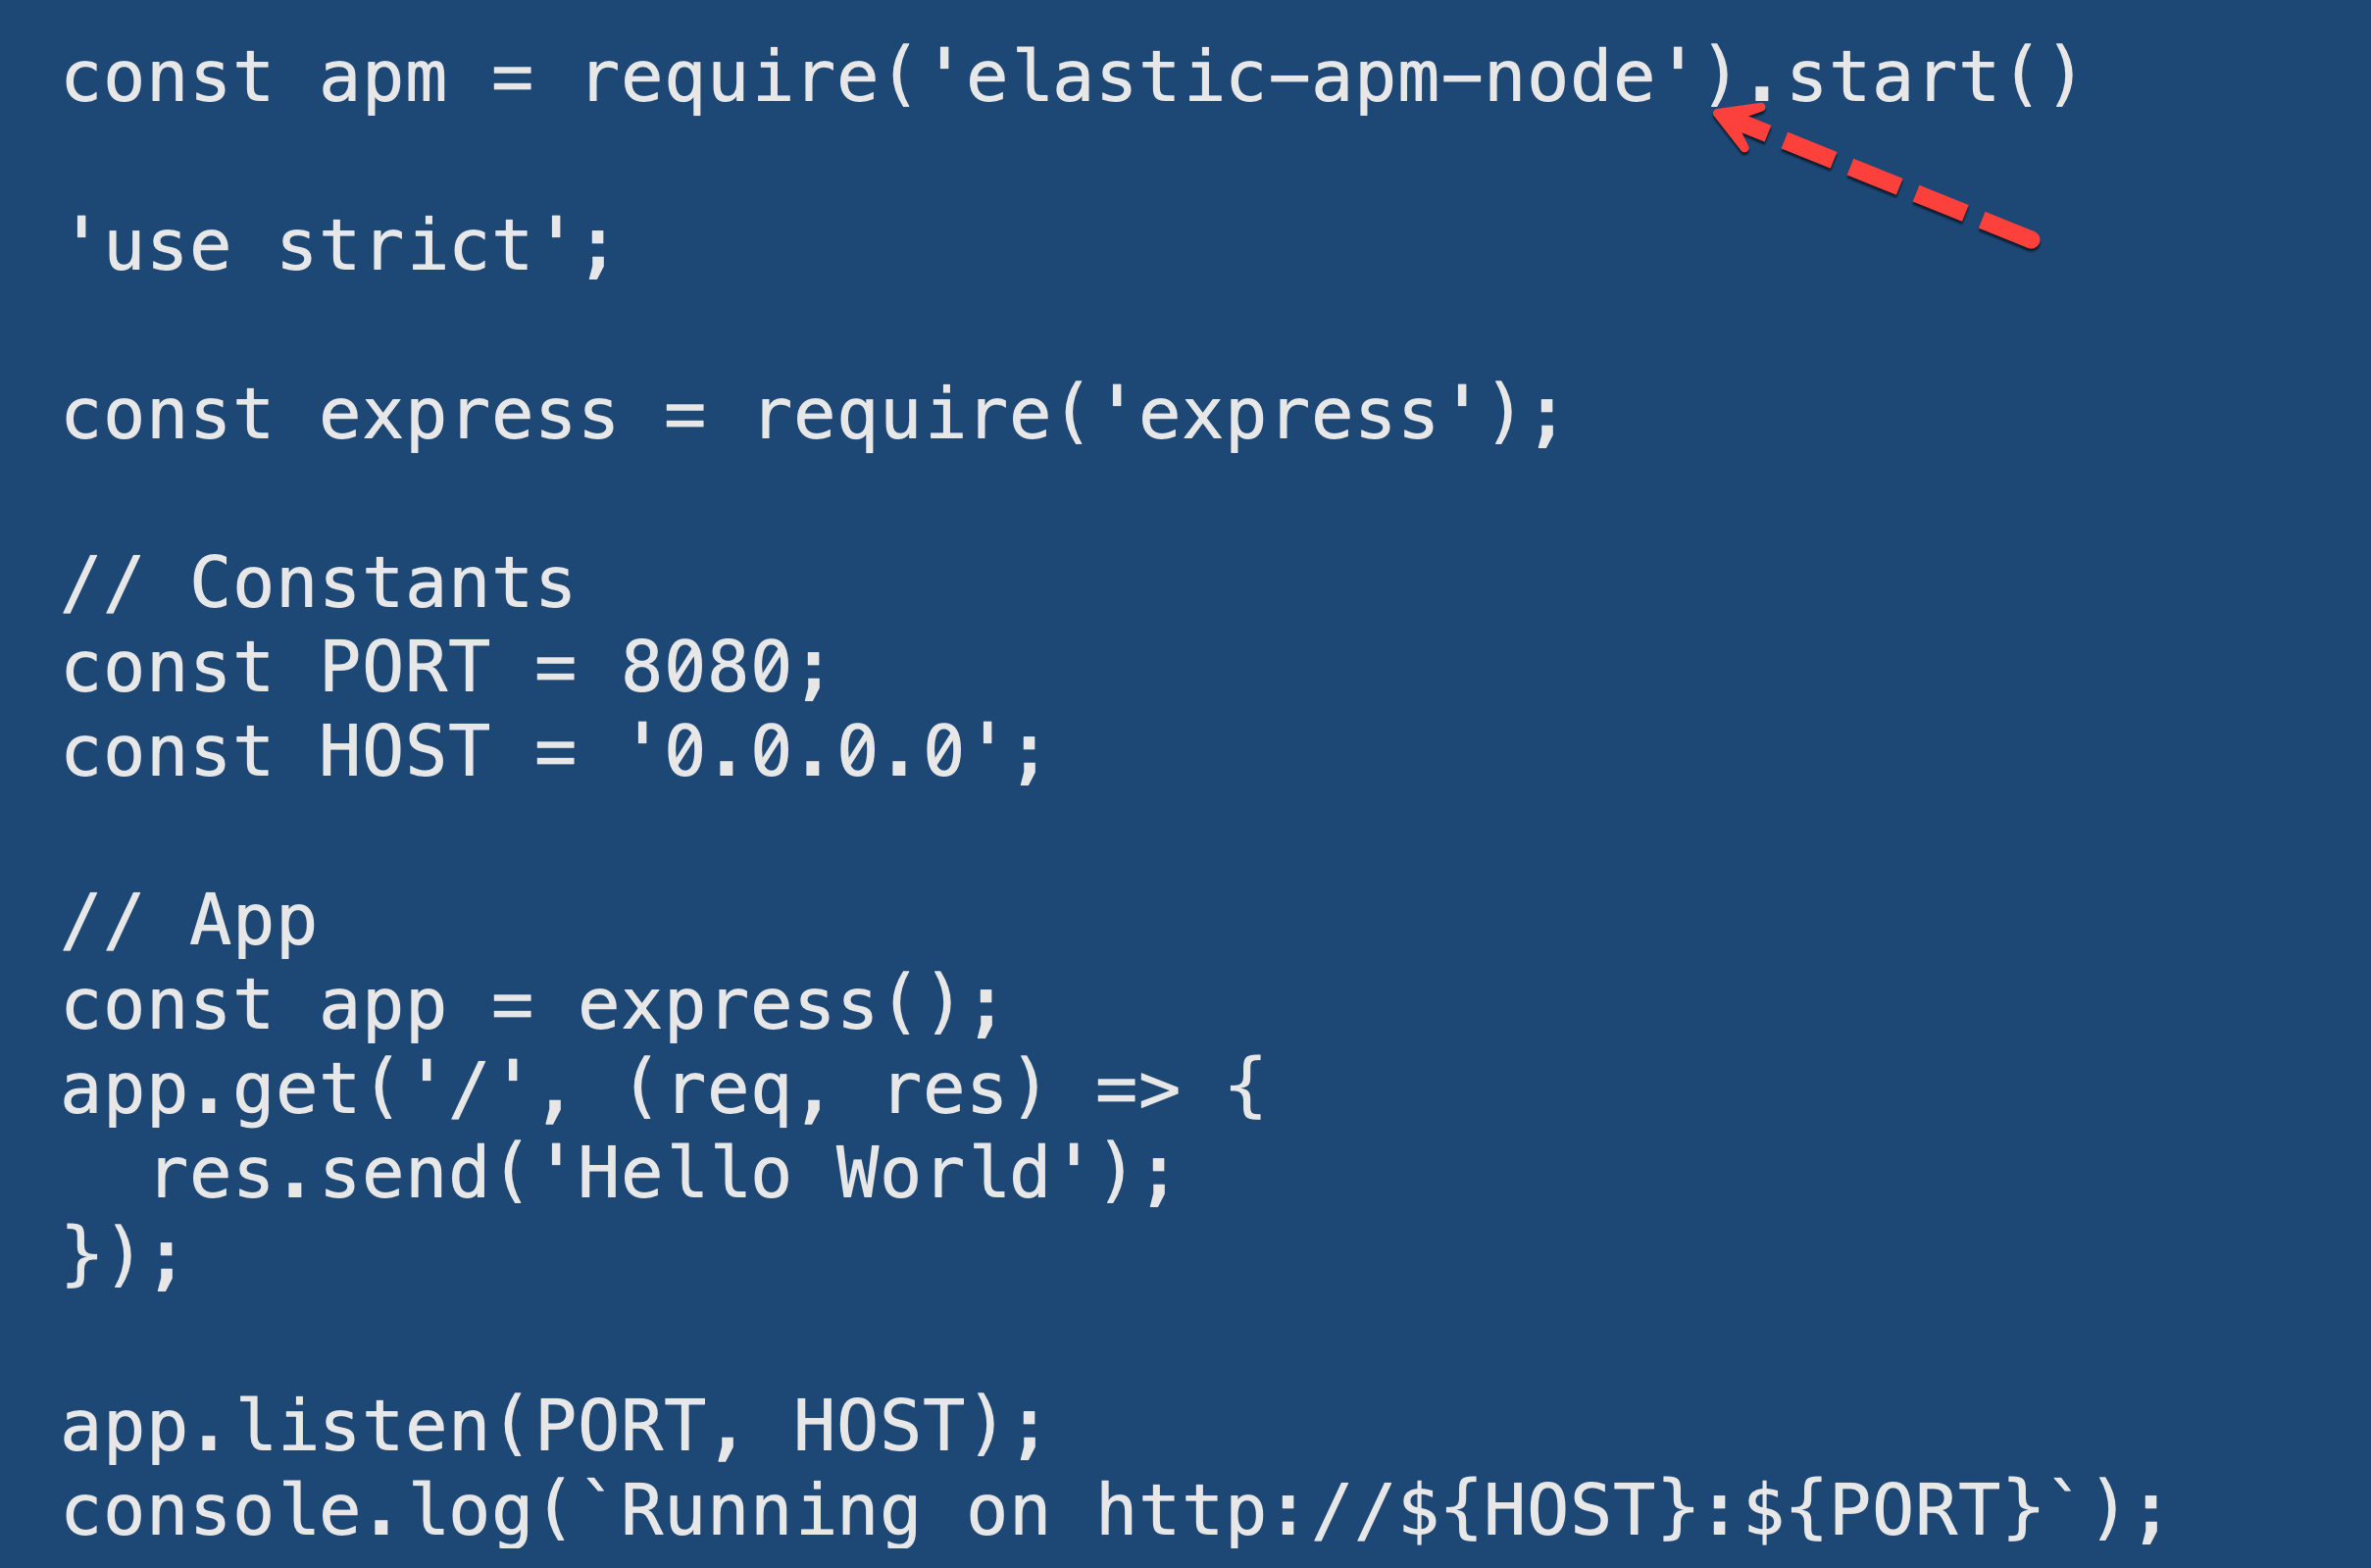 const apm = require('elastic-apm-node').start()
'use strict';
const express = require('express');
// Constants
const PORT = 8080;
const HOST = '0.0.0.0';
// App
const app = express();
app.get('/', (req, res) => {
  res.send('Hello World');
});
app.listen(PORT, HOST);
console.log(`Running on http://${HOST}:${PORT}`);